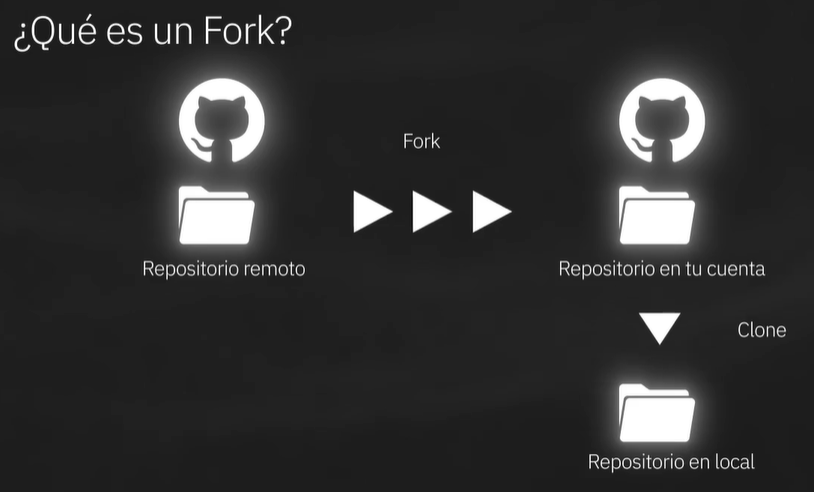 ¿Qué es un Fork?
Fork
Repositorio remoto
Repositorio en tu cuenta
Clone
Repositorio en local